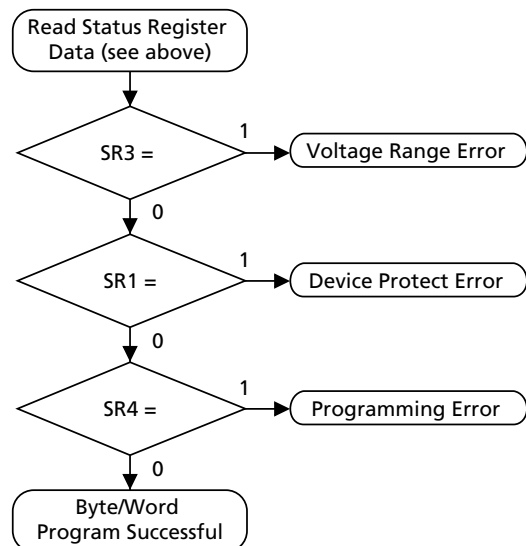 Read Status Register
Data (see above)
1
SR3 =
Voltage Range Error
0
1
SR1 =
Device Protect Error
0
1
SR4 =
Programming Error
0
Byte/Word
Program Successful